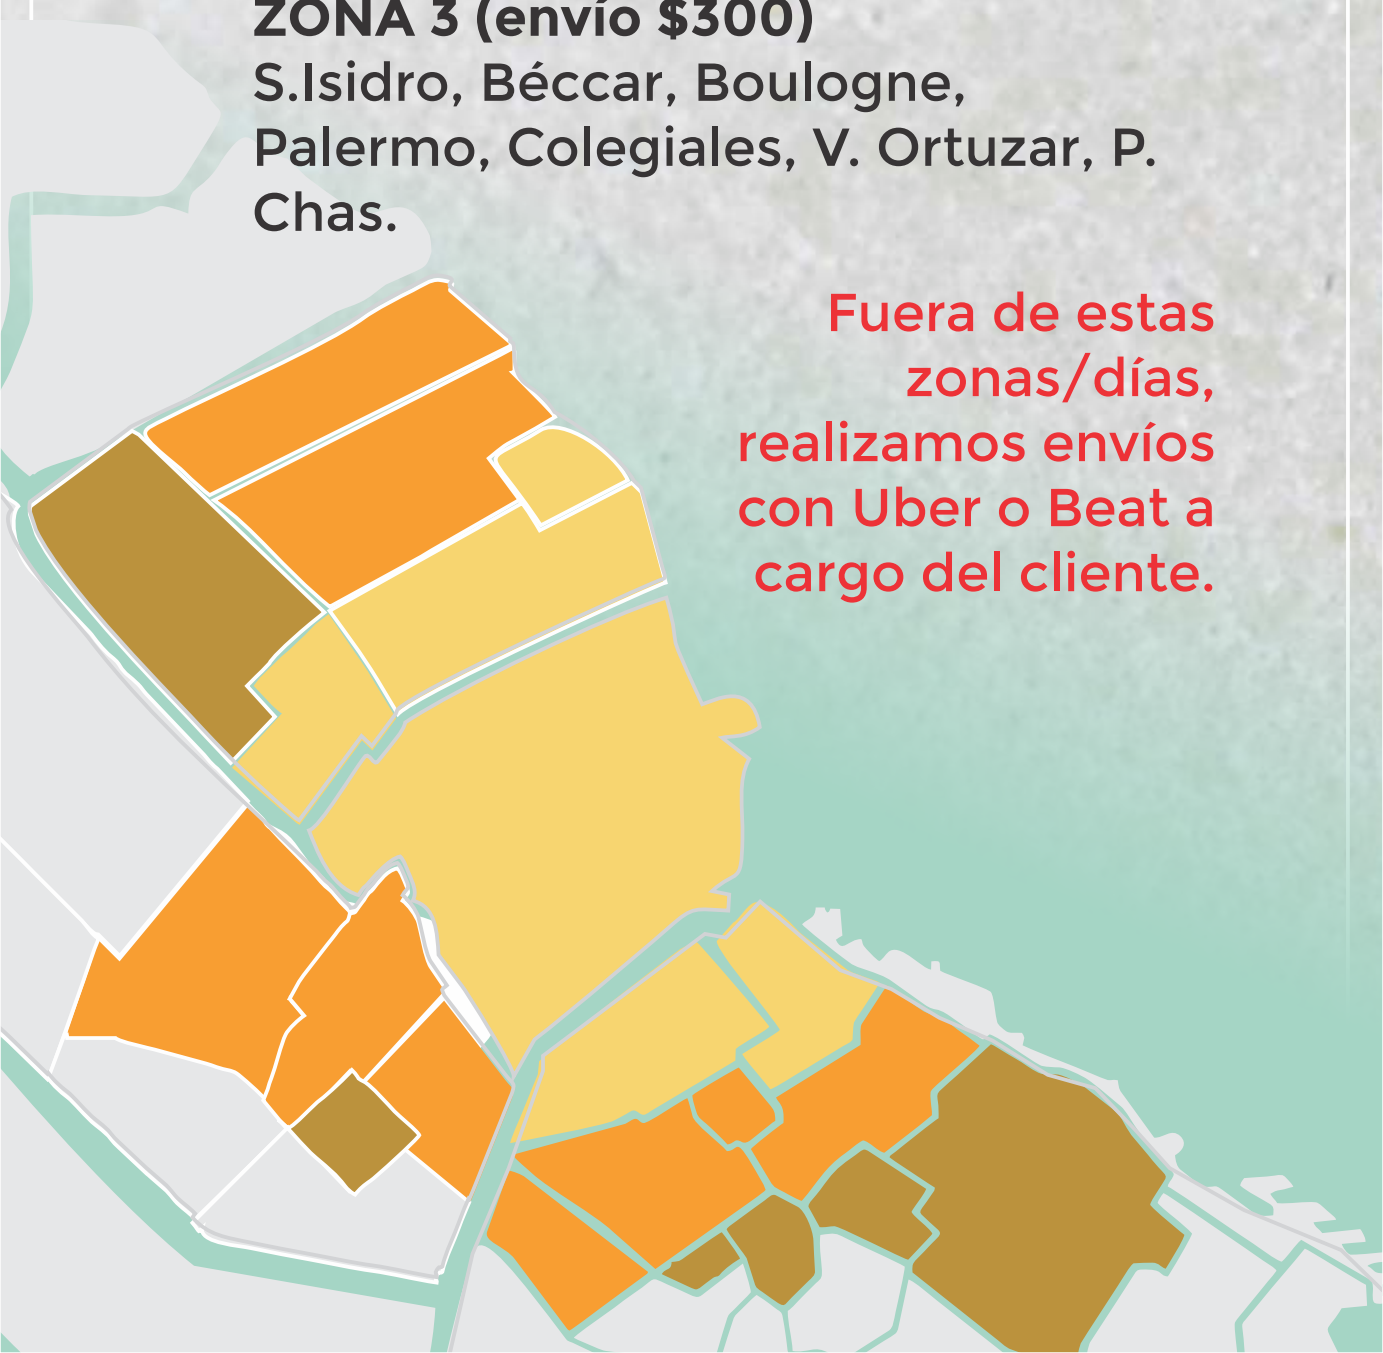 ZONA 3 (envío $300)
S.Isidro, Béccar, Boulogne,
Palermo, Colegiales, V. Ortuzar, P.
Chas.
Fuera de estas
zonas/días,
realizamos envíos
con Uber o Beat a
cargo del cliente.